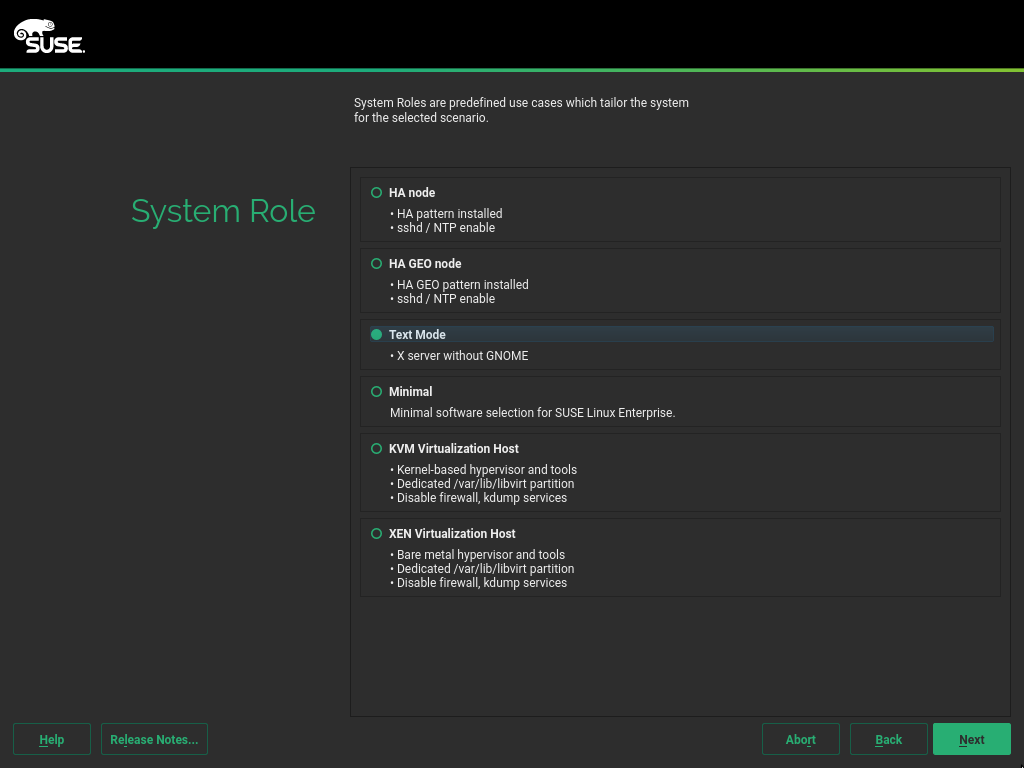 SUSE.
System Roles are predefined use cases which tailor the system
for the selected scenario.
System Role
HA node
• HA pattern installed
• sshd / NTP enable
HA GEO node
• HA GEO pattern installed
• sshd / NTP enable
Text Mode
• X server without GNOME
Minimal
Minimal software selection for SUSE Linux Enterprise.
KVM Virtualization Host
• Kernel-based hypervisor and tools
• Dedicated /var/lib/libvirt partition
• Disable firewall, kdump services
XEN Virtualization Host
• Bare metal hypervisor and tools
• Dedicated /var/lib/libvirt partition
• Disable firewall, kdump services
Help
Release Notes...
Abort
Back
Next